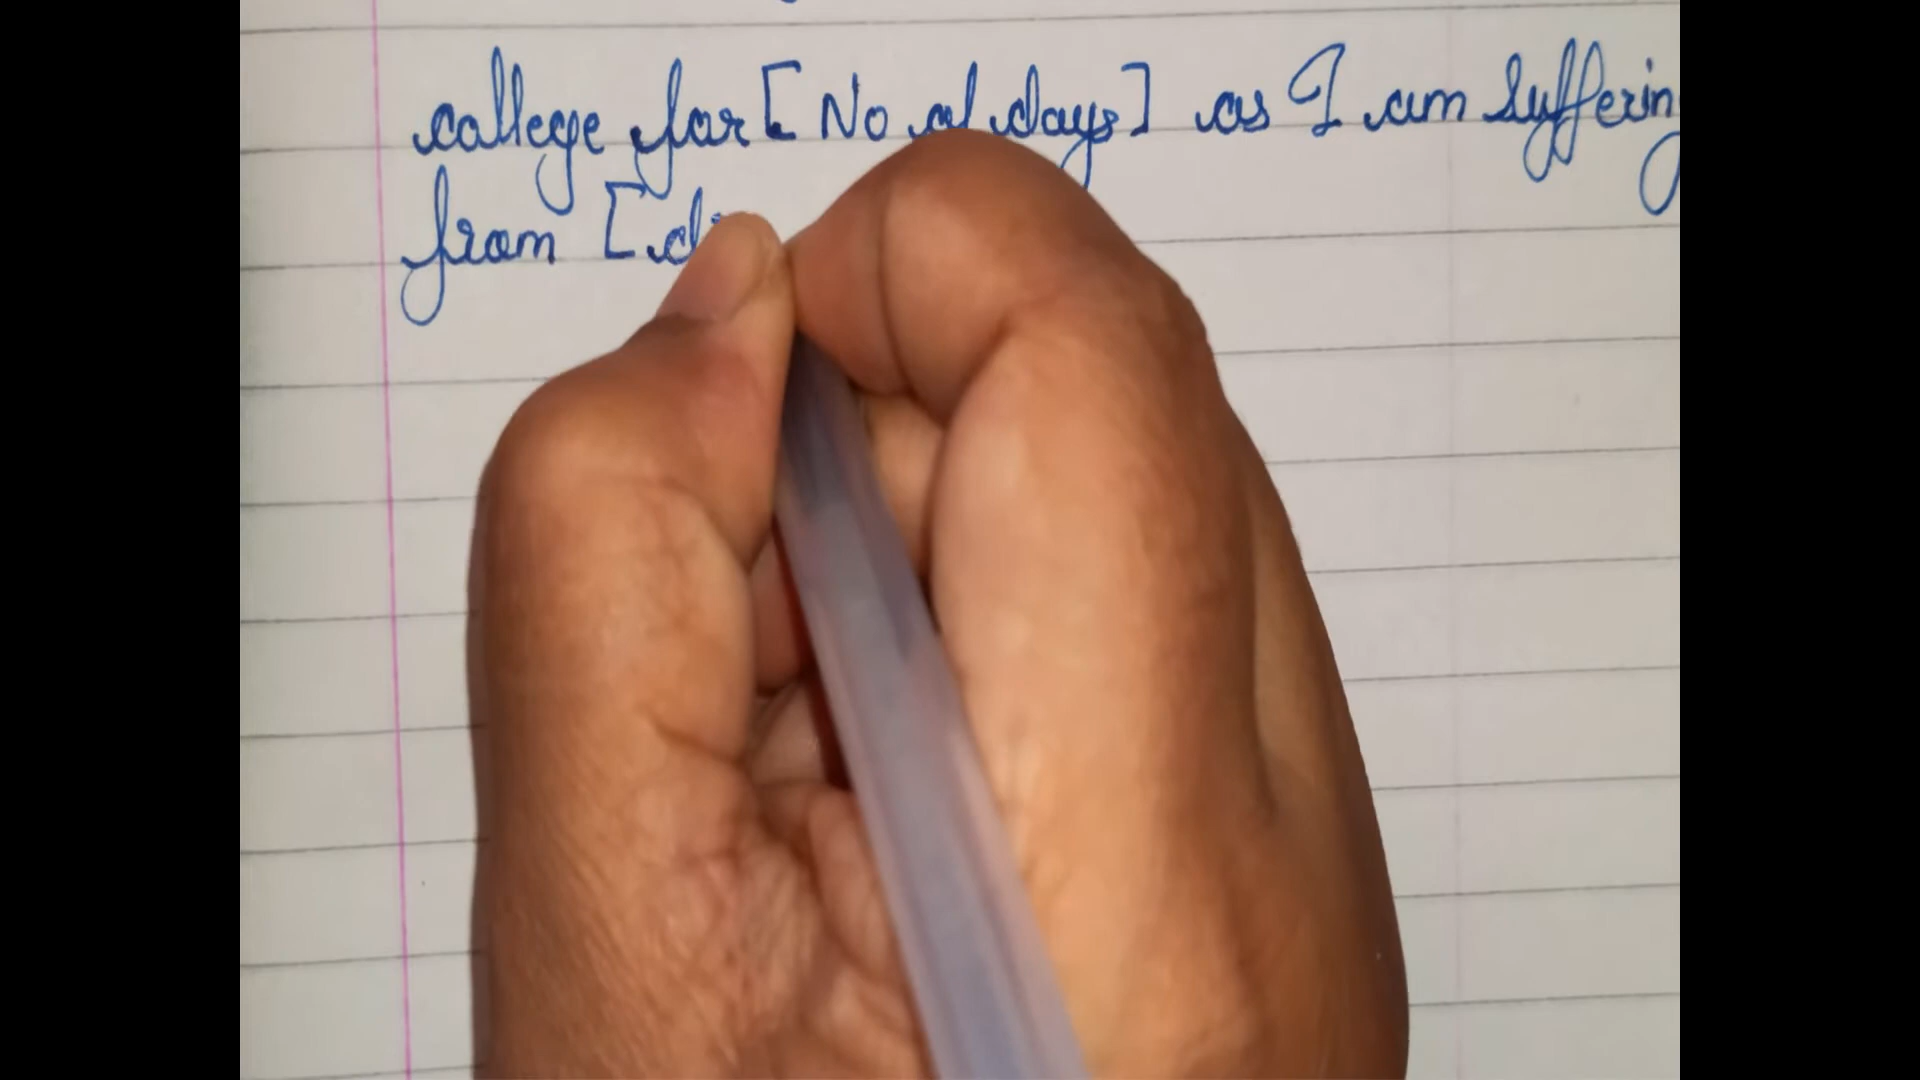 college for [ No of days] as I am suffering
from [